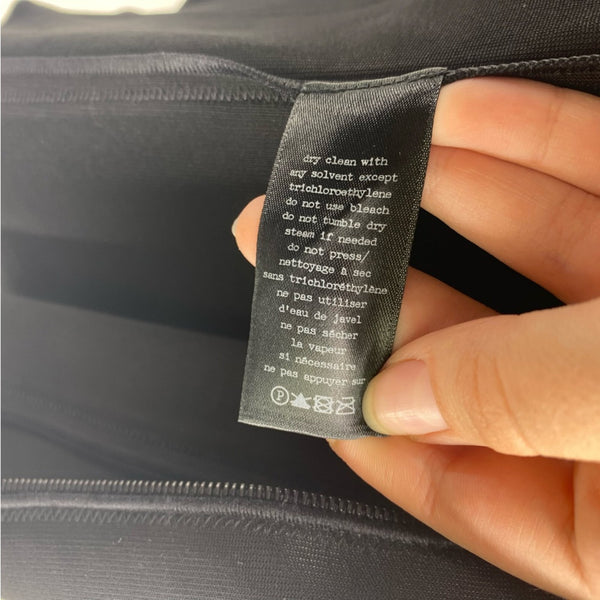 dry clean with
any solvent except
trichloroethylene
do not use bleach
do not tumble dry
steam if needed
do not press/
nettoyage à sec
sans trichloréthylène
ne pas utiliser
d'eau de javel
ne pas sécher
la vapeur
si nécessaire
ne pas appuyer sur
P